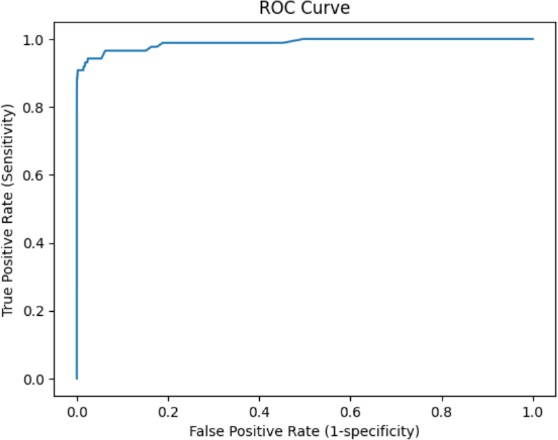 ROC Curve
True Positive Rate (Sensitivity)
1.0
0.8
0.6
0.4
0.2
0.0
0.0 0.2 0.4 0.6 0.8 1.0
False Positive Rate (1-specificity)